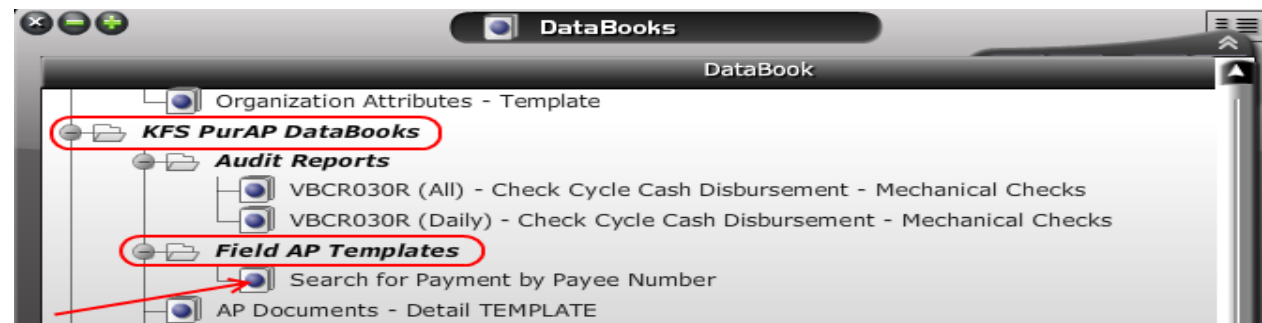 DataBooks
DataBook
Organization Attributes - Template
KFS PurAP DataBooks
Audit Reports
VBCR030R (All) - Check Cycle Cash Disbursement - Mechanical Checks
VBCR030R (Daily) - Check Cycle Cash Disbursement - Mechanical Checks
Field AP Templates
Search for Payment by Payee Number
AP Documents - Detail TEMPLATE